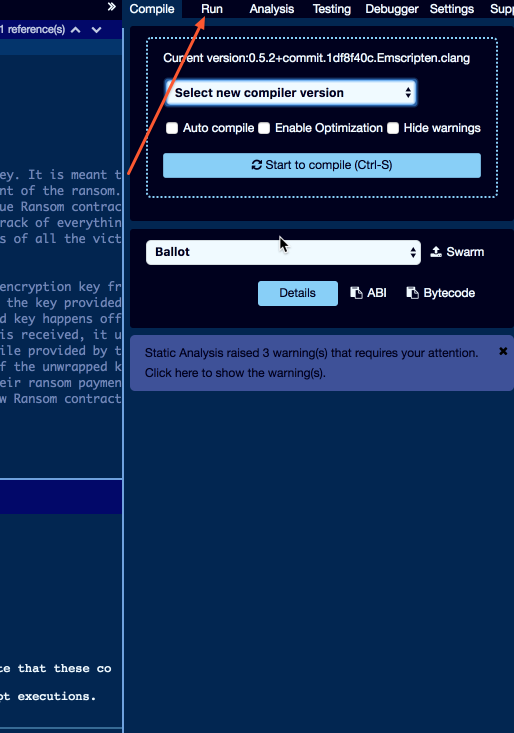 Compile Run Analysis Testing Debugger Settings Supp
1 reference(s)
Current version:0.5.2+commit.1df8f40c.Emscripten.clang
Select new compiler version
Auto compile Enable Optimization Hide warnings
Start to compile (Ctrl-S)
ey. It is meant t
nt of the ransom.
ue Ransom contrac
rack of everythin
s of all the vict
Ballot
Swarm
Details ABI Bytecode
encryption key fr
the key provided
d key happens off
is received, it u
ile provided by t
f the unwrapped k
eir ransom paymen
w Ransom contract
Static Analysis raised 3 warning(s) that requires your attention.
Click here to show the warning(s).
te that these co
pt executions.